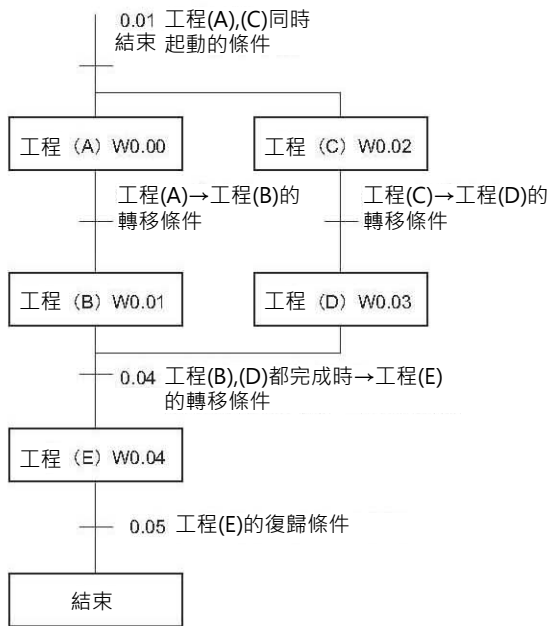 0.01 工程(A),(C)同時
結束 起動的條件
工程（A）W0.00
工程（C）W0.02
工程(A)→工程(B)的
轉移條件
工程(C)→工程(D)的
轉移條件
工程（B）W0.01
工程（D）W0.03
0.04 工程(B),(D)都完成時→工程(E)
的轉移條件
工程（E）W0.04
0.05 工程(E)的復歸條件
結束